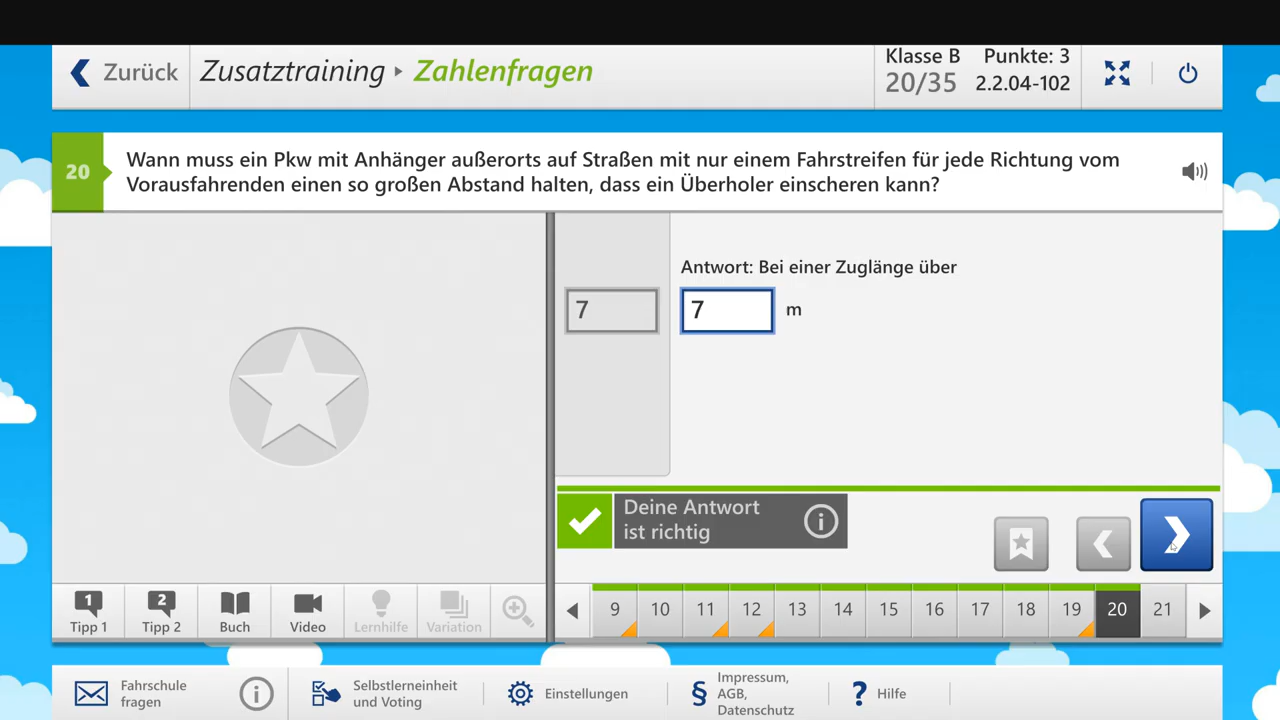 Zurück
Zusatztraining ‣ Zahlenfragen
Klasse B
20/35
Punkte: 3
2.2.04-102
20
Wann muss ein Pkw mit Anhänger außerorts auf Straßen mit nur einem Fahrstreifen für jede Richtung vom
Vorausfahrenden einen so großen Abstand halten, dass ein Überholer einscheren kann?
Antwort: Bei einer Zuglänge über
7
7 m
Deine Antwort
ist richtig
1
Tipp 1
2
Tipp 2
Buch
Video
Lernhilfe
Variation
9 10 11 12 13 14 15 16 17 18 19 20 21
Fahrschule
fragen
Selbstlerneinheit
und Voting
Einstellungen
§
Impressum,
AGB,
Datenschutz
? Hilfe